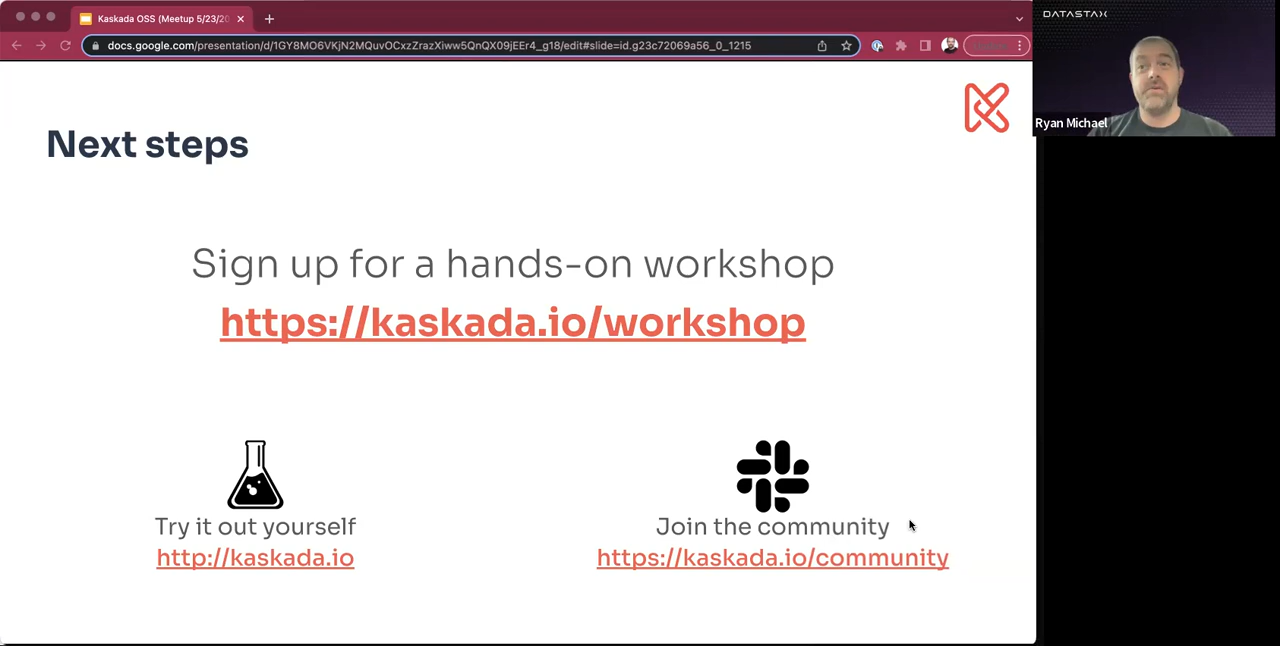 Kaskada OSS (Meetup 5/23/20
docs.google.com/presentation/d/1GY8MO6VKjN2MQuvOCxzZrazXiww5QnQX09jEEr4_g18/edit#slide=id.g23c72069a56_0_1215
DATASTAX
Ryan Michael
Next steps
Sign up for a hands-on workshop
https://kaskada.io/workshop
Try it out yourself
http://kaskada.io
Join the community
https://kaskada.io/community